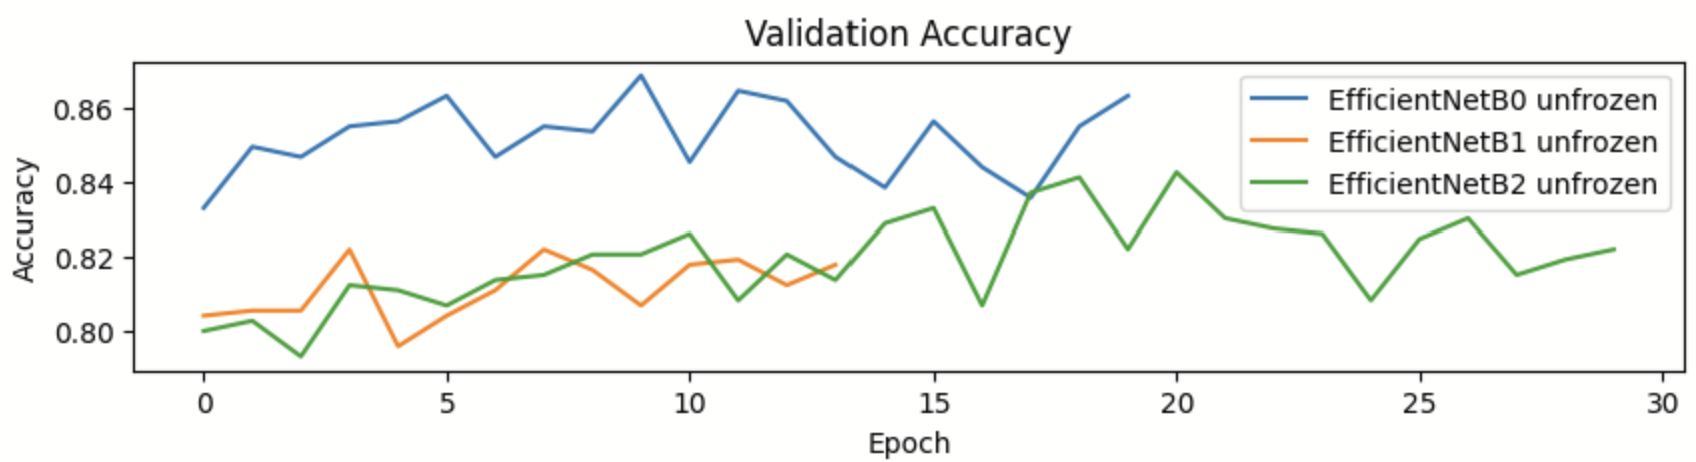 Validation Accuracy
Accuracy
0.86
0.84
0.82
0.80
EfficientNetB0 unfrozen
EfficientNetB1 unfrozen
EfficientNetB2 unfrozen
0 5 10 15 20 25 30
Epoch